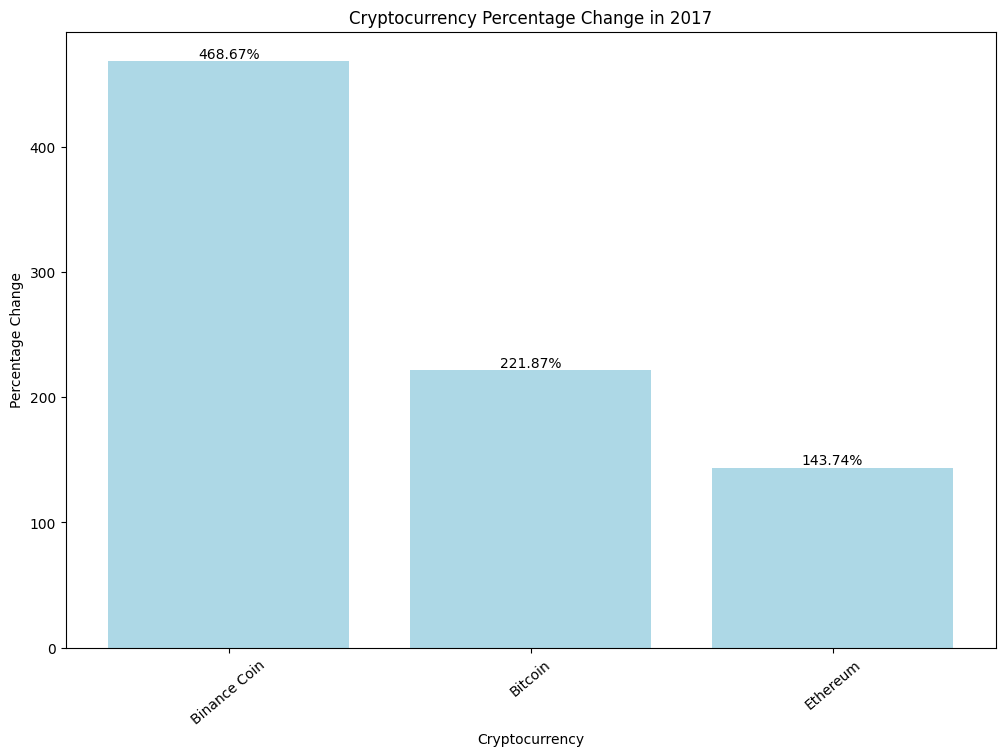 Cryptocurrency Percentage Change in 2017
Percentage Change
400
300
200
100
0
468.67%
221.87%
143.74%
Binance Coin
Bitcoin
Ethereum
Cryptocurrency